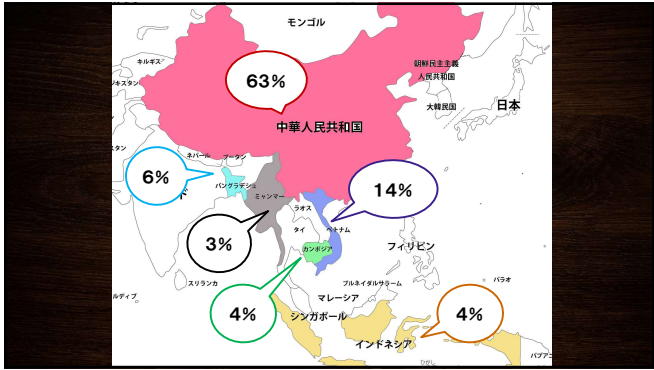 モンゴル
キルギス
キスタン
63%
朝鮮民主主義
人民共和国
大韓民国
日本
中華人民共和国
スタン
ネパール
ブータン
6%
バングラデシュ
ド
ミャンマー
14%
ラオス
タイ
ベトナム
3%
カンボジア
フィリピン
スリランカ
ブルネイダルサラーム
パラオ
ルディブ
マレーシア
4%
シンガポール
4%
インドネシア
ひがし
パプアニ